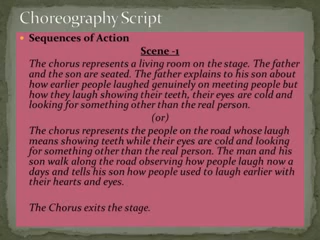 Choreography Script
Sequences of Action
Scene -1
The chorus represents a living room on the stage. The father
and the son are seated. The father explains to his son about
how earlier people laughed genuinely on meeting people but
how they laugh showing their teeth, their eyes are cold and
looking for something other than the real person.
(or)
The chorus represents the people on the road whose laugh
means showing teeth while their eyes are cold and looking
for something other than the real person. The man and his
son walk along the road observing how people laugh now a
days and tells his son how people used to laugh earlier with
their hearts and eyes.
The Chorus exits the stage.